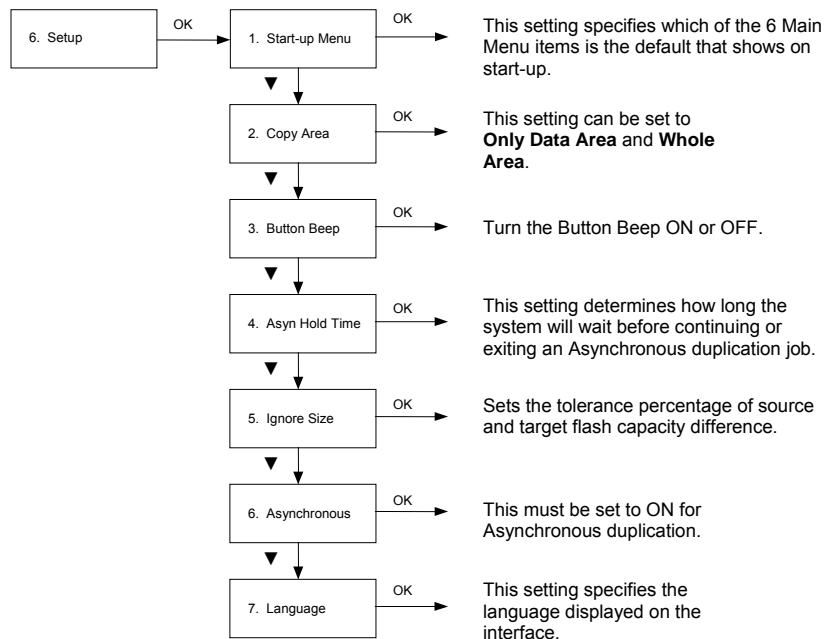 6. Setup
OK
1. Start-up Menu
OK
This setting specifies which of the 6 Main
Menu items is the default that shows on
start-up.
▼
2. Copy Area
OK
This setting can be set to
Only Data Area and Whole
Area.
▼
3. Button Beep
OK
Turn the Button Beep ON or OFF.
▼
4. Asyn Hold Time
OK
This setting determines how long the
system will wait before continuing or
exiting an Asynchronous duplication job.
▼
5. Ignore Size
OK
Sets the tolerance percentage of source
and target flash capacity difference.
▼
6. Asynchronous
OK
This must be set to ON for
Asynchronous duplication.
▼
7. Language
OK
This setting specifies the
language displayed on the
interface.